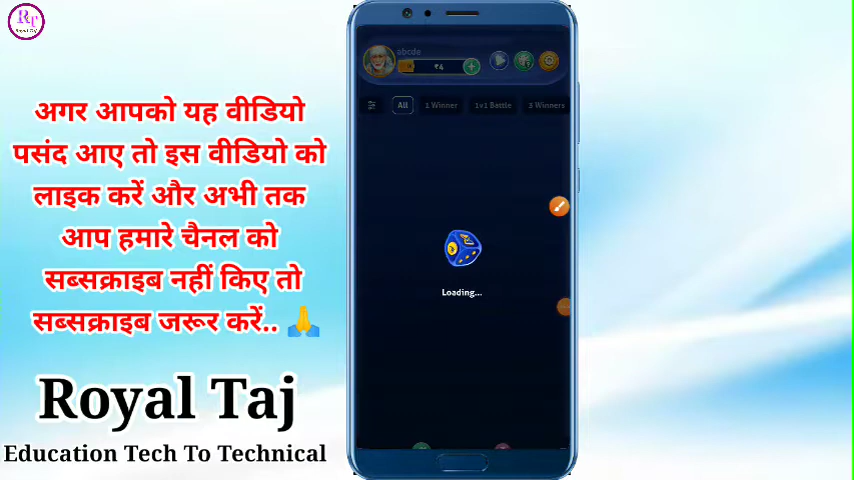 RT
Royal Taj
अगर आपको यह वीडियो
पसंद आए तो इस वीडियो को
लाइक करें और अभी तक
आप हमारे चैनल को
सब्सक्राइब नहीं किए तो
सब्सक्राइब जरूर करें.. 🙏
Royal Taj
Education Tech To Technical
abcde
₹4
All 1 Winner 1v1 Battle 3 Winners
Loading...